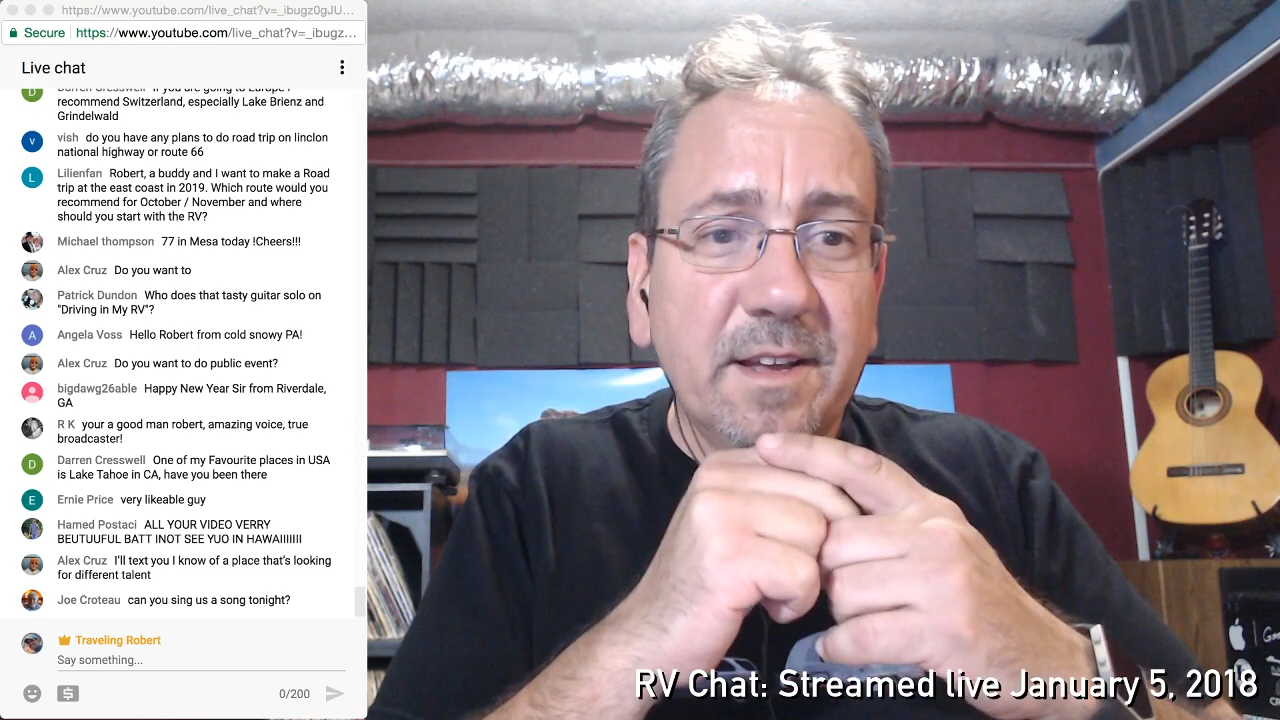 https://www.youtube.com/live_chat?v=_ibugz0gJU...
Secure https://www.youtube.com/live_chat?v=_ibugz...
Live chat
Darren Cresswell If you are going to Europe I
recommend Switzerland, especially Lake Brienz and
Grindelwald
V
vish do you have any plans to do road trip on linclon
national highway or route 66
L
Lilienfan Robert, a buddy and I want to make a Road
trip at the east coast in 2019. Which route would you
recommend for October / November and where
should you start with the RV?
Michael thompson 77 in Mesa today !Cheers!!!
Alex Cruz Do you want to
Patrick Dundon Who does that tasty guitar solo on
"Driving in My RV"?
A
Angela Voss Hello Robert from cold snowy PA!
Alex Cruz Do you want to do public event?
bigdawg26able Happy New Year Sir from Riverdale,
GA
R K your a good man robert, amazing voice, true
broadcaster!
D
Darren Cresswell One of my Favourite places in USA
is Lake Tahoe in CA, have you been there
E
Ernie Price very likeable guy
Hamed Postaci ALL YOUR VIDEO VERRY
BEUTUUFUL BATT INOT SEE YUO IN HAWAIIIIIII
Alex Cruz I'll text you I know of a place that's looking
for different talent
Joe Croteau can you sing us a song tonight?
Traveling Robert
Say something...
0/200
RV Chat: Streamed live January 5, 2018